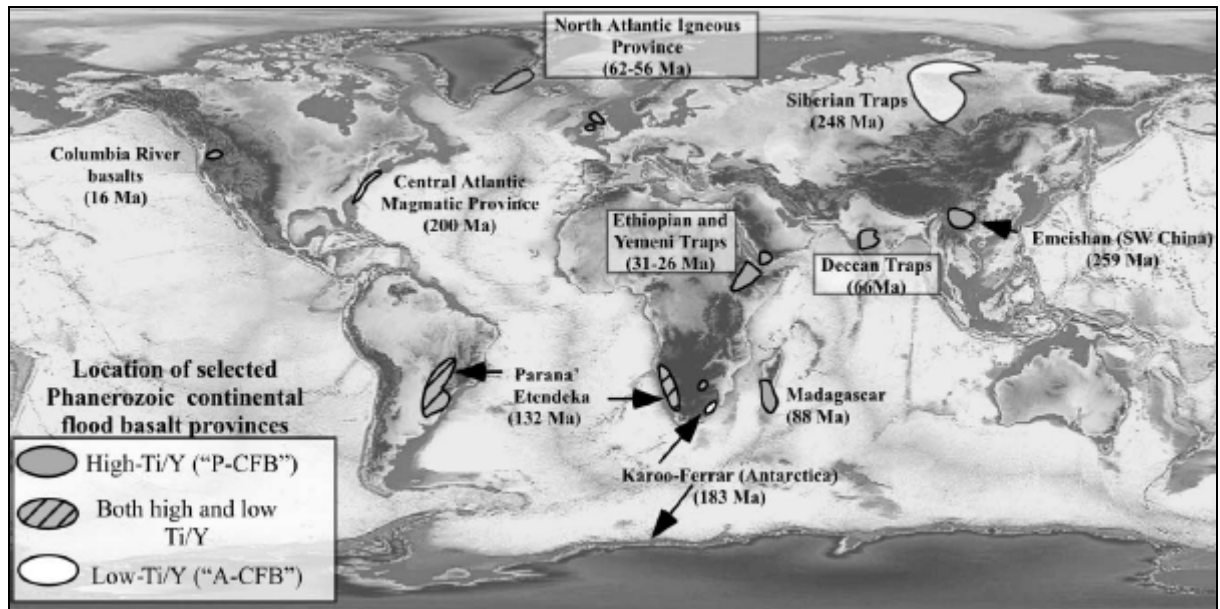 North Atlantic Igneous
Province
(62-56 Ma)
Siberian Traps
(248 Ma)
Columbia River
basalts
(16 Ma)
Central Atlantic
Magmatic Province
(200 Ma)
Ethiopian and
Yemeni Traps
(31-26 Ma)
Deccan Traps
(66Ma)
Emeishan (SW China)
(259 Ma)
Parana'
Etendeka
(132 Ma)
Madagascar
(88 Ma)
Karoo-Ferrar (Antarctica)
(183 Ma)
Location of selected
Phanerozoic continental
flood basalt provinces
High-Ti/Y ("P-CFB")
Both high and low
Ti/Y
Low-Ti/Y ("A-CFB")